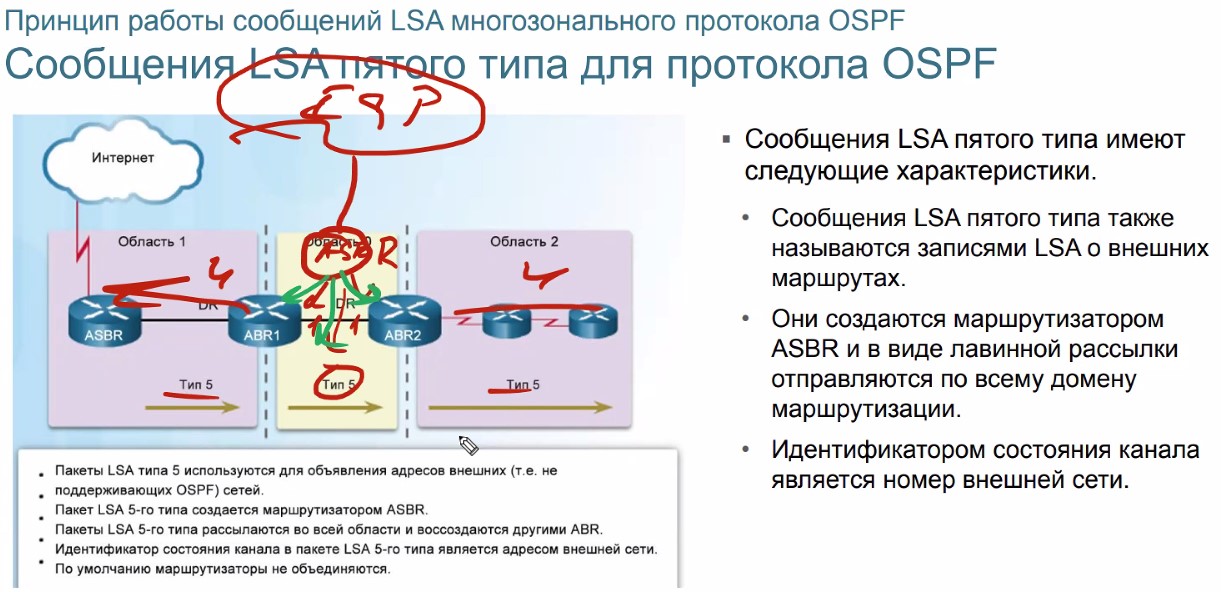 Принцип работы сообщений LSA многозонального протокола OSPF
Сообщения LSA пятого типа для протокола OSPF
Интернет
Область 1
Область 2
ASBR
ASBR
DR
ABR1
DR
ABR2
4
4
1
1
Тип 5
Тип 5
Тип 5
Пакеты LSA типа 5 используются для объявления адресов внешних (т.е. не
поддерживающих OSPF) сетей.
Пакет LSA 5-го типа создается маршрутизатором ASBR.
Пакеты LSA 5-го типа рассылаются во всей области и воссоздаются другими ABR.
Идентификатор состояния канала в пакете LSA 5-го типа является адресом внешней сети.
По умолчанию маршрутизаторы не объединяются.
Сообщения LSA пятого типа имеют
следующие характеристики.
Сообщения LSA пятого типа также
называются записями LSA о внешних
маршрутах.
Они создаются маршрутизатором
ASBR и в виде лавинной рассылки
отправляются по всему домену
маршрутизации.
Идентификатором состояния канала
является номер внешней сети.